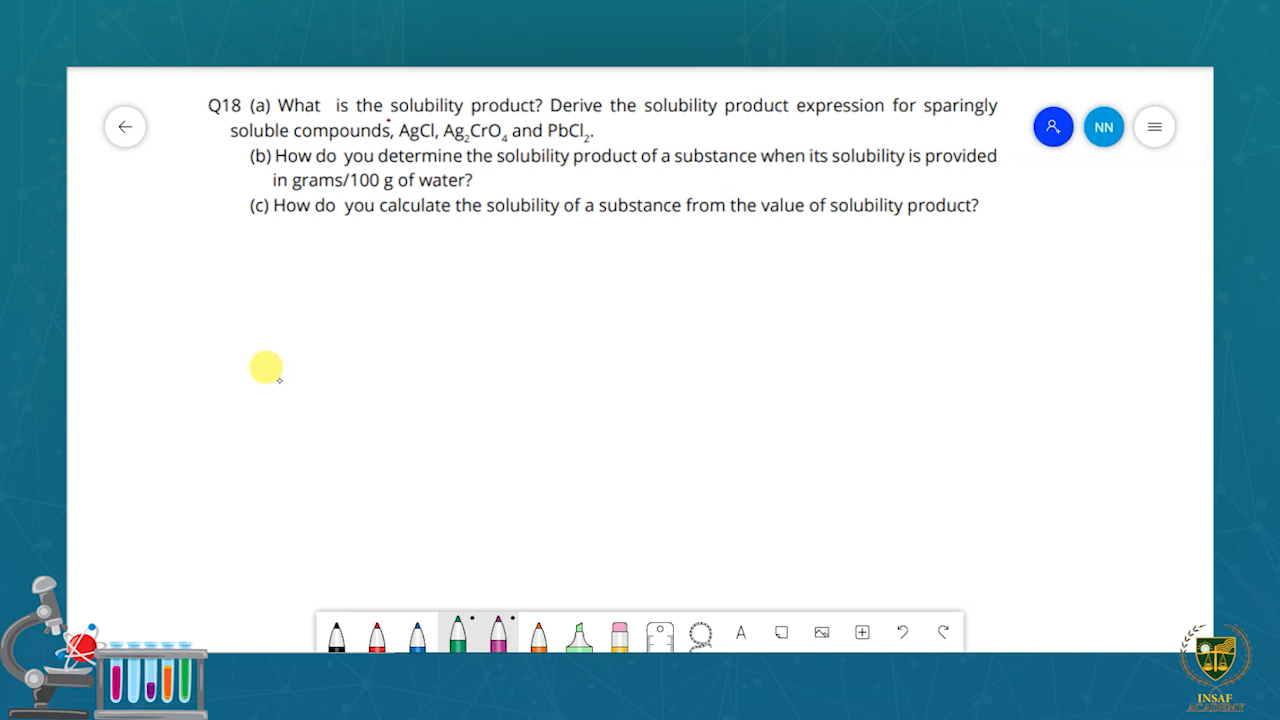 Q18 (a) What is the solubility product? Derive the solubility product expression for sparingly
soluble compounds, AgCl, Ag₂CrO₄ and PbCl₂.
(b) How do you determine the solubility product of a substance when its solubility is provided
in grams/100 g of water?
(c) How do you calculate the solubility of a substance from the value of solubility product?
NN
A
INSAF
ACADEMY